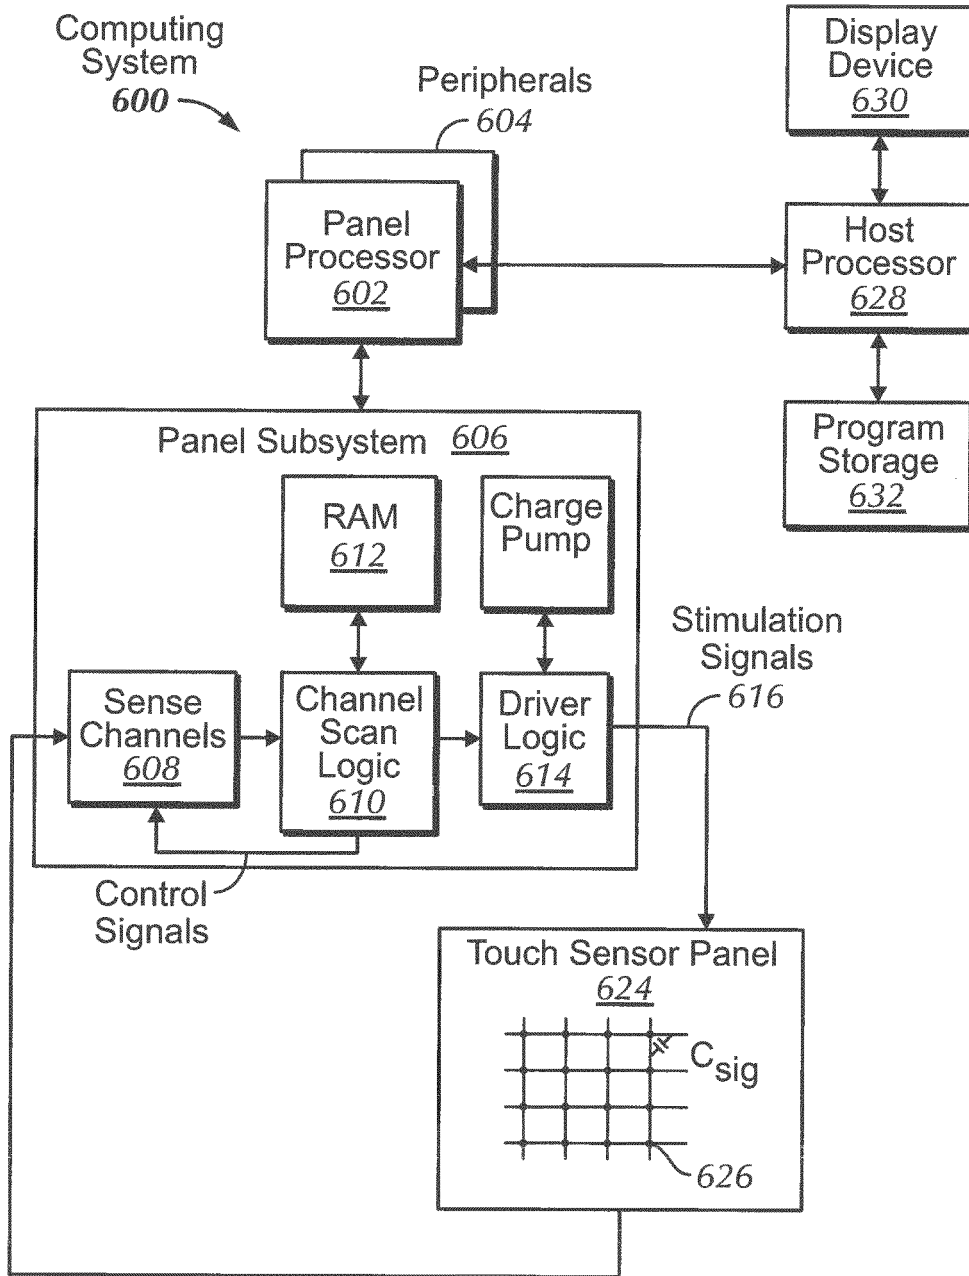 Computing
System
600
Peripherals
604
Display
Device
630
Panel
Processor
602
Host
Processor
628
Program
Storage
632
Panel Subsystem 606
RAM
612
Charge
Pump
Stimulation
Signals
616
Sense
Channels
608
Channel
Scan
Logic
610
Driver
Logic
614
Control
Signals
Touch Sensor Panel
624
Csig
626